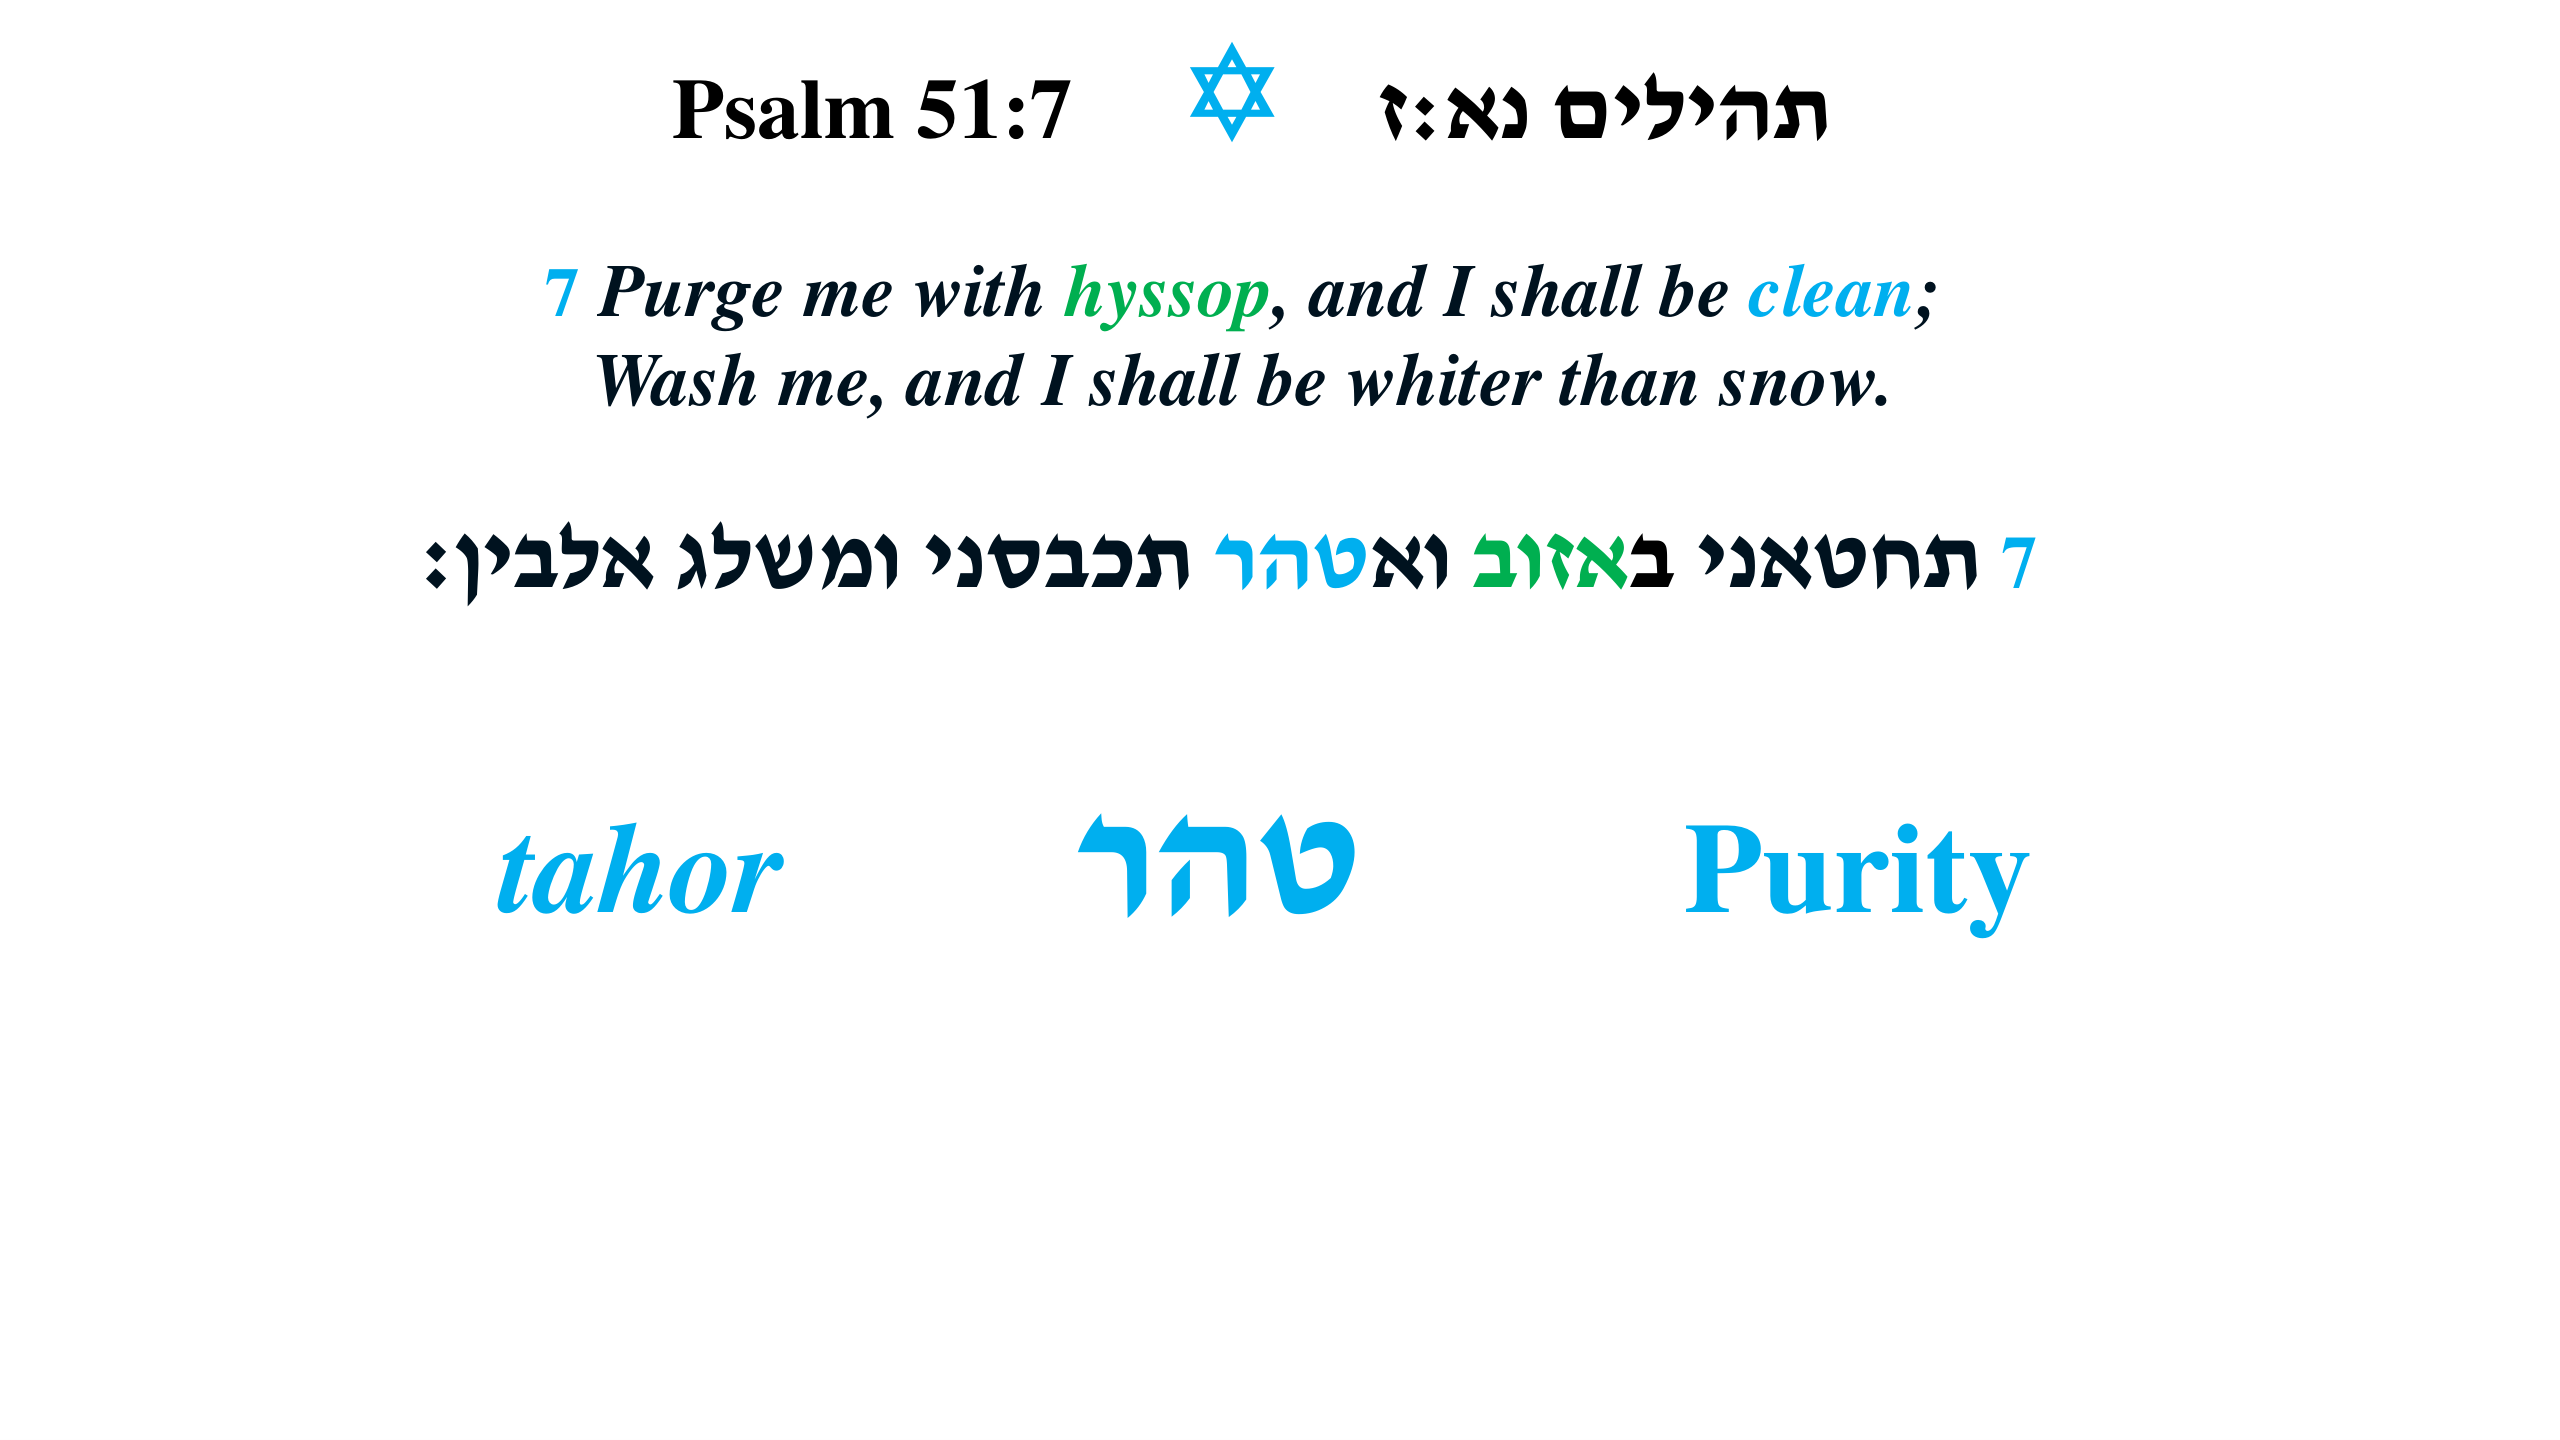 Psalm 51:7 ✡ תהילים נא:ז
7 Purge me with hyssop, and I shall be clean;
Wash me, and I shall be whiter than snow.
7 תחטאני באזוב ואטהר תכבסני ומשלג אלבין:
tahor טהר Purity